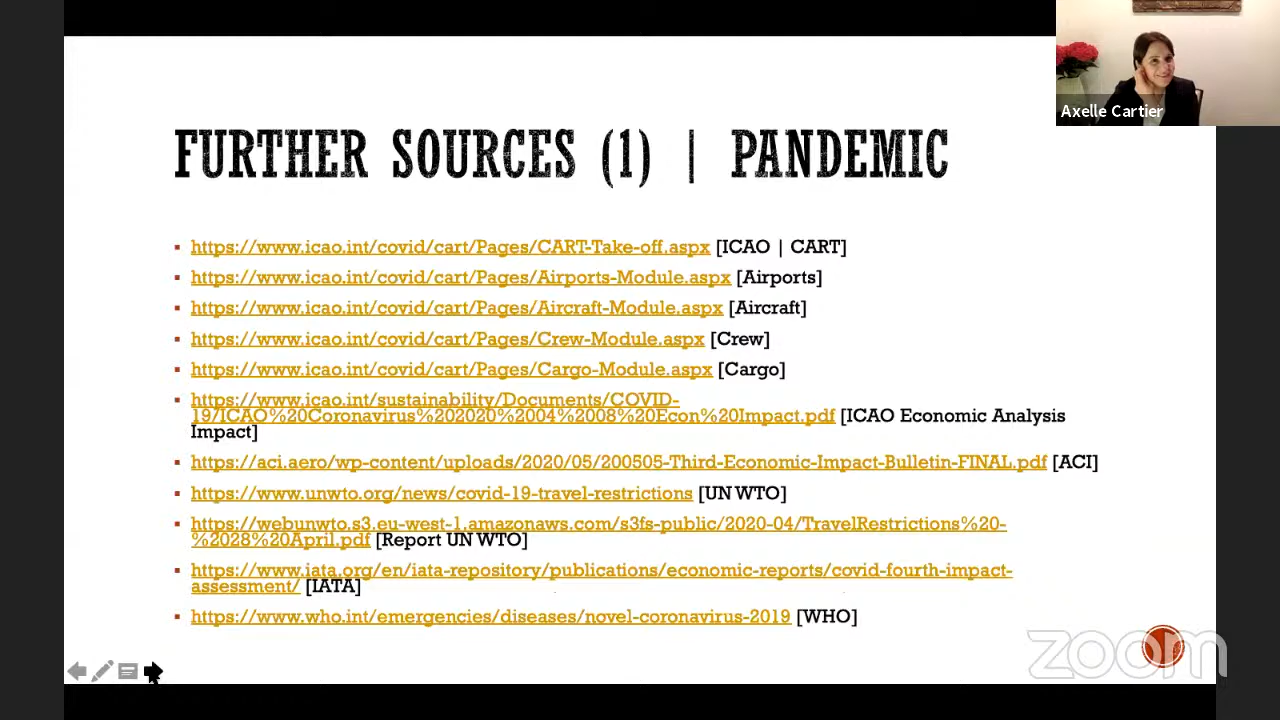 Axelle Cartier
FURTHER SOURCES (1) | PANDEMIC
https://www.icao.int/covid/cart/Pages/CART-Take-off.aspx [ICAO | CART]
https://www.icao.int/covid/cart/Pages/Airports-Module.aspx [Airports]
https://www.icao.int/covid/cart/Pages/Aircraft-Module.aspx [Aircraft]
https://www.icao.int/covid/cart/Pages/Crew-Module.aspx [Crew]
https://www.icao.int/covid/cart/Pages/Cargo-Module.aspx [Cargo]
https://www.icao.int/sustainability/Documents/COVID-
19/ICAO%20Coronavirus%202020%2004%2008%20Econ%20Impact.pdf [ICAO Economic Analysis
Impact]
https://aci.aero/wp-content/uploads/2020/05/200505-Third-Economic-Impact-Bulletin-FINAL.pdf [ACI]
https://www.unwto.org/news/covid-19-travel-restrictions [UN WTO]
https://webunwto.s3.eu-west-1.amazonaws.com/s3fs-public/2020-04/TravelRestrictions%20-
%2028%20April.pdf [Report UN WTO]
https://www.iata.org/en/iata-repository/publications/economic-reports/covid-fourth-impact-
assessment/ [IATA]
https://www.who.int/emergencies/diseases/novel-coronavirus-2019 [WHO]
zoom